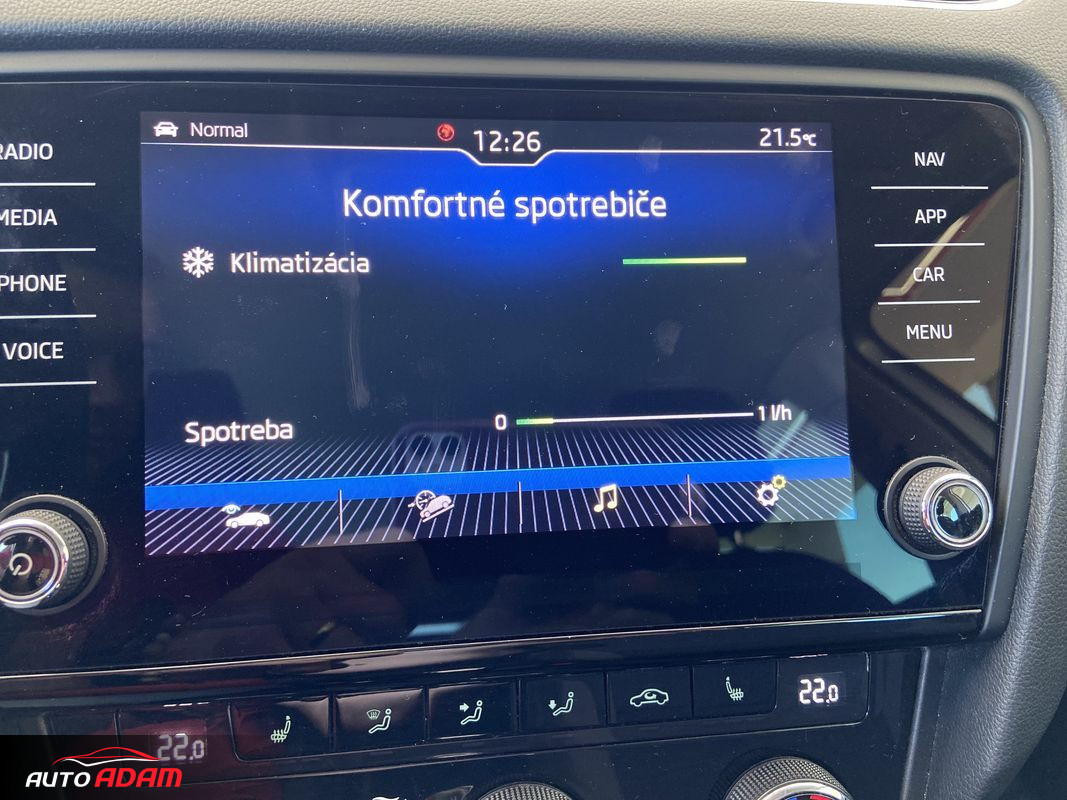 Normal
12:26
21.5°C
RADIO
MEDIA
PHONE
VOICE
NAV
APP
CAR
MENU
Komfortné spotrebiče
Klimatizácia
Spotreba
0
1 l/h
22.0
22.0
AUTO ADAM